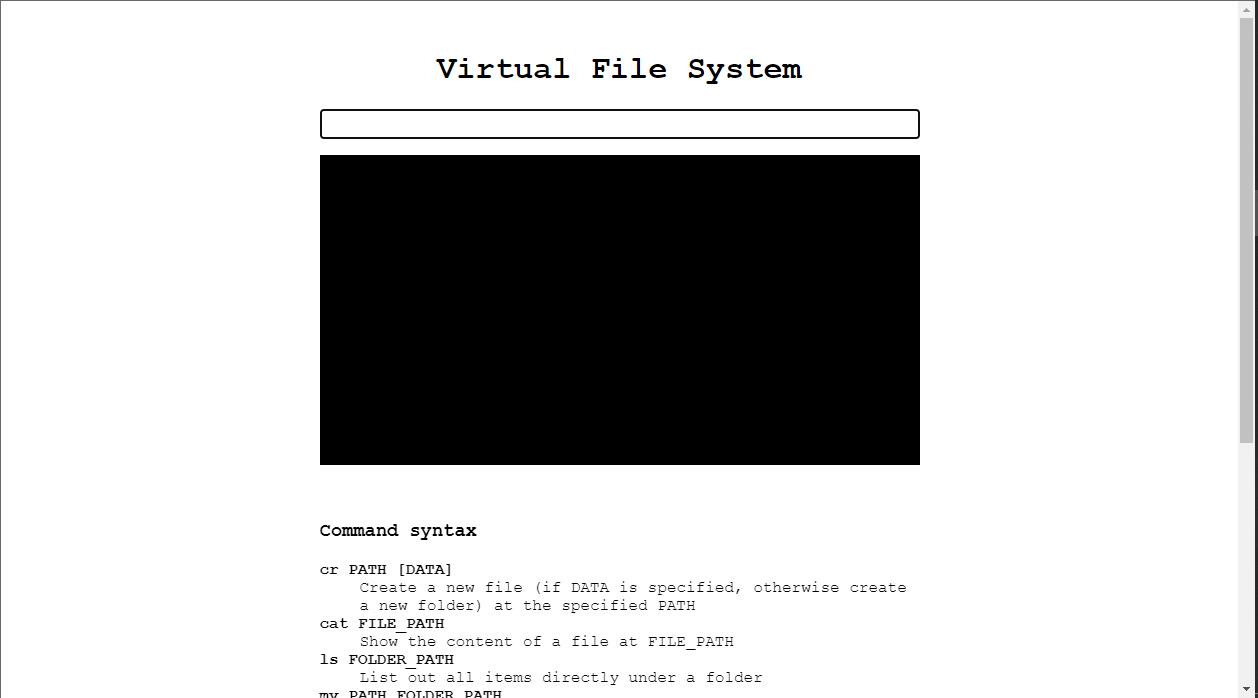 Virtual File System
Command syntax
cr PATH [DATA]
Create a new file (if DATA is specified, otherwise create
a new folder) at the specified PATH
cat FILE_PATH
Show the content of a file at FILE_PATH
ls FOLDER_PATH
List out all items directly under a folder
mv PATH FOLDER_PATH